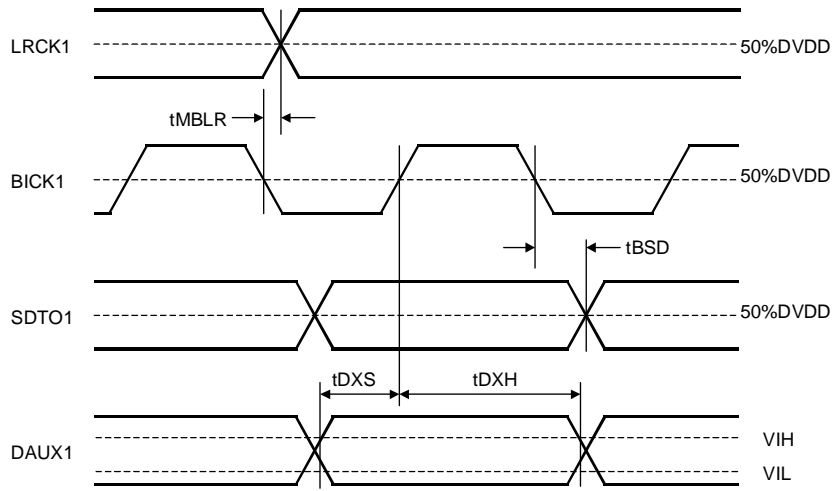 LRCK1
50%DVDD
tMBLR
BICK1
50%DVDD
tBSD
SDTO1
50%DVDD
tDXS
tDXH
DAUX1
VIH
VIL